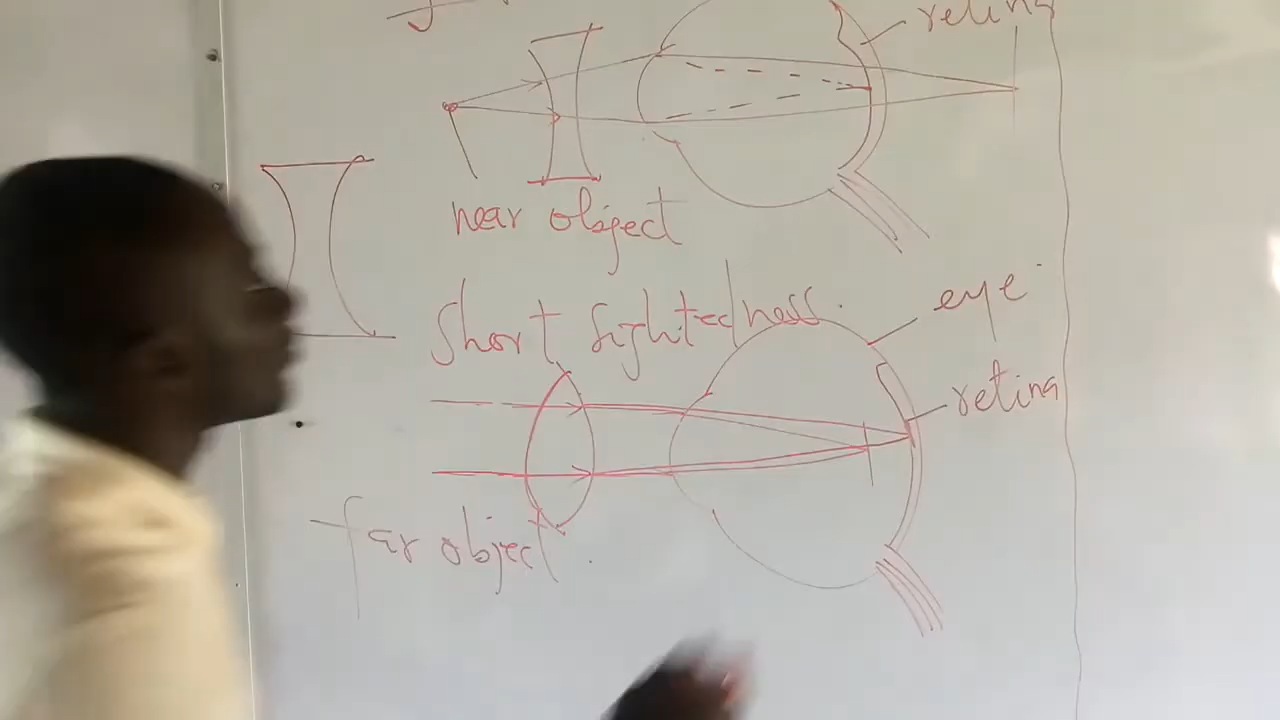 retina
near object
Short sightedness.
eye
retina
far object.